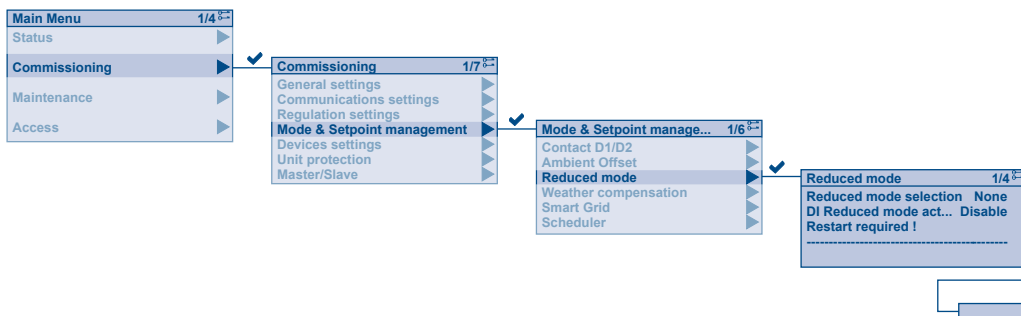 Main Menu 1/4
Status
Commissioning
Maintenance
Access
Commissioning 1/7
General settings
Communications settings
Regulation settings
Mode & Setpoint management
Devices settings
Unit protection
Master/Slave
Mode & Setpoint manage... 1/6
Contact D1/D2
Ambient Offset
Reduced mode
Weather compensation
Smart Grid
Scheduler
Reduced mode 1/4
Reduced mode selection None
DI Reduced mode act... Disable
Restart required !
------------------------------------------------